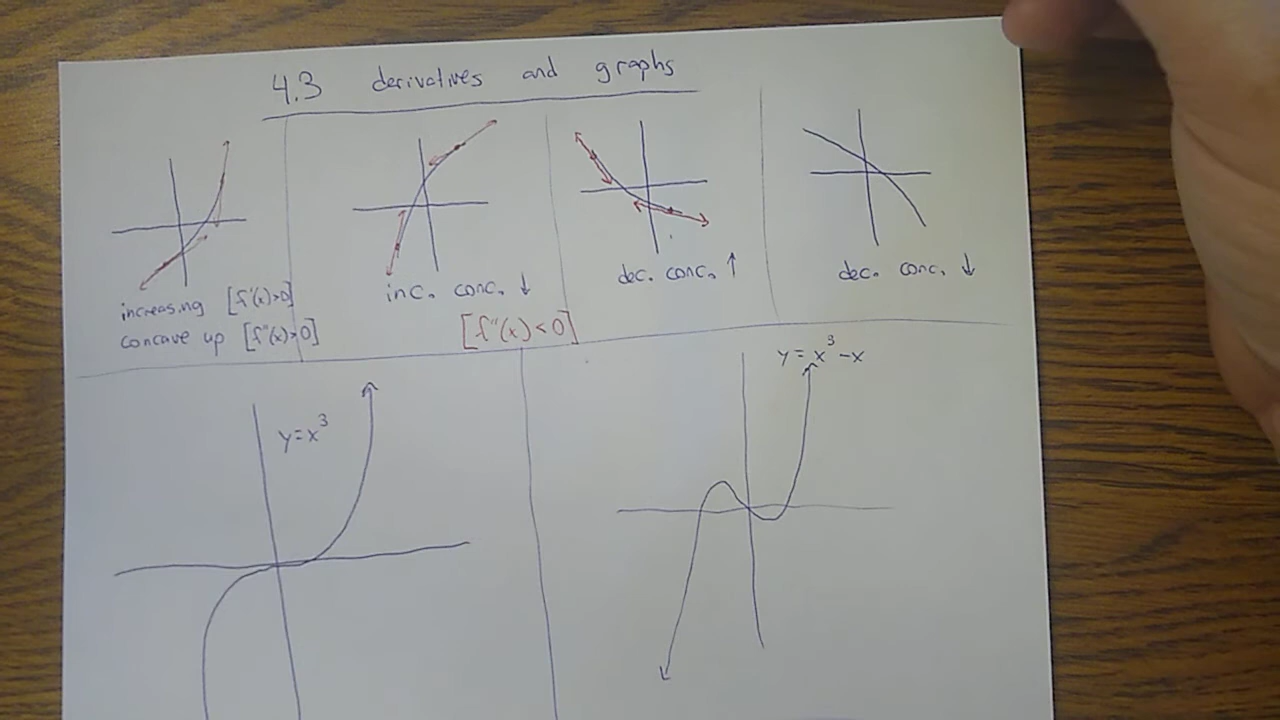 4.3 derivatives and graphs
increasing [f'(x)>0]
concave up [f"(x)>0]
inc. conc. ↓
[f"(x)<0]
dec. conc. ↑
dec. conc. ↓
y=x³
y=x³-x